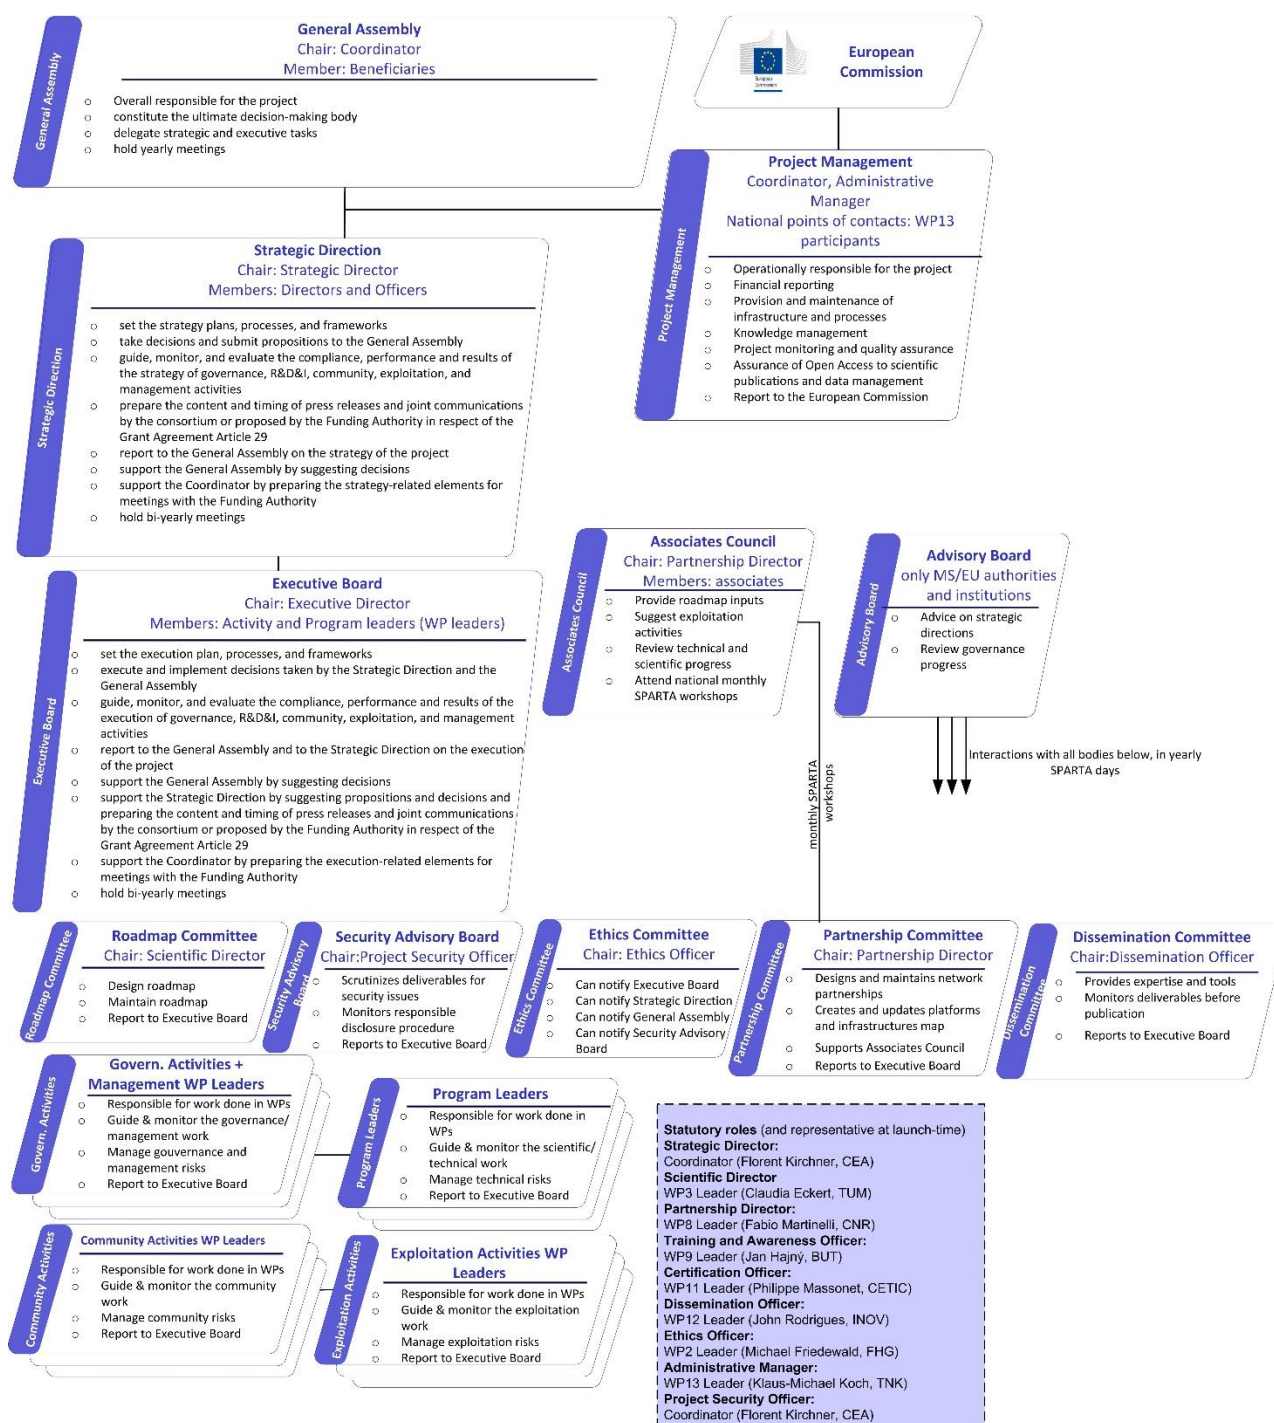 General Assembly
General Assembly
Chair: Coordinator
Member: Beneficiaries
o Overall responsible for the project
o constitute the ultimate decision-making body
o delegate strategic and executive tasks
o hold yearly meetings
European
Commission
European
Commission
Project Management
Project Management
Coordinator, Administrative
Manager
National points of contacts: WP13
participants
o Operationally responsible for the project
o Financial reporting
o Provision and maintenance of
infrastructure and processes
o Knowledge management
o Project monitoring and quality assurance
o Assurance of Open Access to scientific
publications and data management
o Report to the European Commission
Strategic Direction
Strategic Direction
Chair: Strategic Director
Members: Directors and Officers
o set the strategy plans, processes, and frameworks
o take decisions and submit propositions to the General Assembly
o guide, monitor, and evaluate the compliance, performance and results of
the strategy of governance, R&D&I, community, exploitation, and
management activities
o prepare the content and timing of press releases and joint communications
by the consortium or proposed by the Funding Authority in respect of the
Grant Agreement Article 29
o report to the General Assembly on the strategy of the project
o support the General Assembly by suggesting decisions
o support the Coordinator by preparing the strategy-related elements for
meetings with the Funding Authority
o hold bi-yearly meetings
Executive Board
Executive Board
Chair: Executive Director
Members: Activity and Program leaders (WP leaders)
o set the execution plan, processes, and frameworks
o execute and implement decisions taken by the Strategic Direction and the
General Assembly
o guide, monitor, and evaluate the compliance, performance and results of the
execution of governance, R&D&I, community, exploitation, and management
activities
o report to the General Assembly and to the Strategic Direction on the execution
of the project
o support the General Assembly by suggesting decisions
o support the Strategic Direction by suggesting propositions and decisions and
preparing the content and timing of press releases and joint communications
by the consortium or proposed by the Funding Authority in respect of the
Grant Agreement Article 29
o support the Coordinator by preparing the execution-related elements for
meetings with the Funding Authority
o hold bi-yearly meetings
Associates Council
Associates Council
Chair: Partnership Director
Members: associates
o Provide roadmap inputs
o Suggest exploitation
activities
o Review technical and
scientific progress
o Attend national monthly
SPARTA workshops
Advisory Board
Advisory Board
only MS/EU authorities
and institutions
o Advice on strategic
directions
o Review governance
progress
monthly SPARTA
workshops
Interactions with all bodies below, in yearly
SPARTA days
Roadmap Committee
Roadmap Committee
Chair: Scientific Director
o Design roadmap
o Maintain roadmap
o Report to Executive Board
Security Advisory
Board
Security Advisory Board
Chair:Project Security Officer
o Scrutinizes deliverables for
security issues
o Monitors responsible
disclosure procedure
o Reports to Executive Board
Ethics Committee
Ethics Committee
Chair: Ethics Officer
o Can notify Executive Board
o Can notify Strategic Direction
o Can notify General Assembly
o Can notify Security Advisory
Board
Partnership Committee
Partnership Committee
Chair: Partnership Director
o Designs and maintains network
partnerships
o Creates and updates platforms
and infrastructures map
o Supports Associates Council
o Reports to Executive Board
Dissemination
Committee
Dissemination Committee
Chair:Dissemination Officer
o Provides expertise and tools
o Monitors deliverables before
publication
o Reports to Executive Board
Govern. Activities
Govern. Activities +
Management WP Leaders
o Responsible for work done in WPs
o Guide & monitor the governance/
management work
o Manage gouvernance and
management risks
o Report to Executive Board
Program Leaders
Program Leaders
o Responsible for work done in
WPs
o Guide & monitor the scientific/
technical work
o Manage technical risks
o Report to Executive Board
Community Activities
Community Activities WP Leaders
o Responsible for work done in WPs
o Guide & monitor the community
work
o Manage community risks
o Report to Executive Board
Exploitation Activities
Exploitation Activities WP
Leaders
o Responsible for work done in WPs
o Guide & monitor the exploitation
work
o Manage exploitation risks
o Report to Executive Board
Statutory roles (and representative at launch-time)
Strategic Director:
Coordinator (Florent Kirchner, CEA)
Scientific Director
WP3 Leader (Claudia Eckert, TUM)
Partnership Director:
WP8 Leader (Fabio Martinelli, CNR)
Training and Awareness Officer:
WP9 Leader (Jan Hajný, BUT)
Certification Officer:
WP11 Leader (Philippe Massonet, CETIC)
Dissemination Officer:
WP12 Leader (John Rodrigues, INOV)
Ethics Officer:
WP2 Leader (Michael Friedewald, FHG)
Administrative Manager:
WP13 Leader (Klaus-Michael Koch, TNK)
Project Security Officer:
Coordinator (Florent Kirchner, CEA)